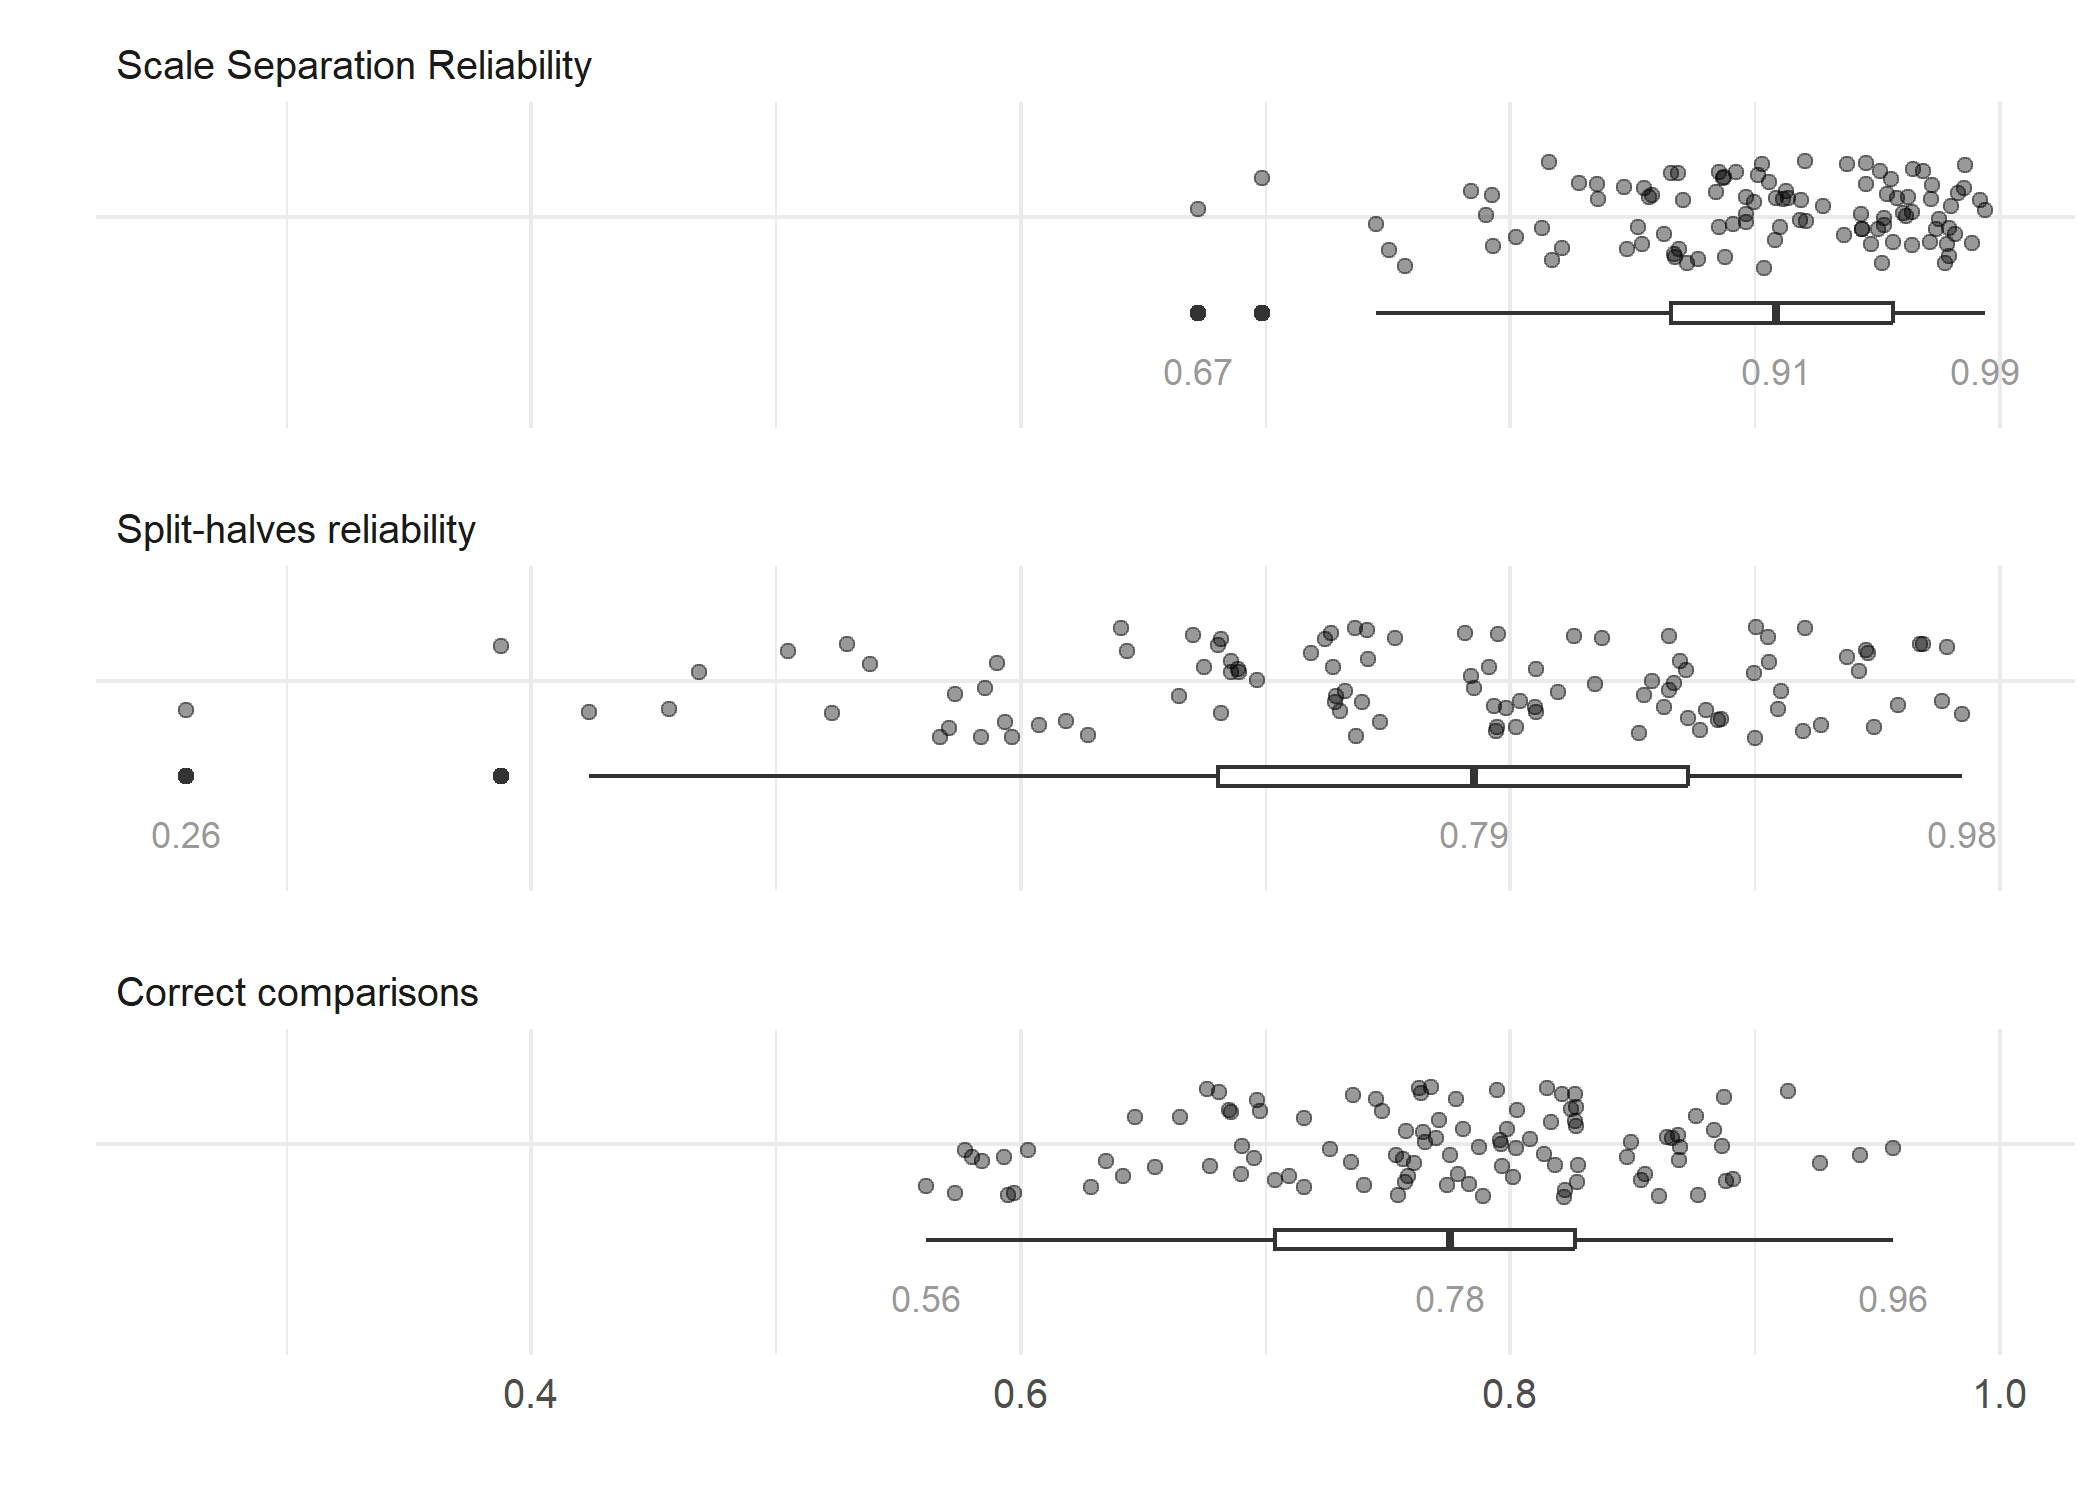 Scale Separation Reliability
0.67 0.91 0.99
Split-halves reliability
0.26 0.79 0.98
Correct comparisons
0.56 0.78 0.96
0.4 0.6 0.8 1.0